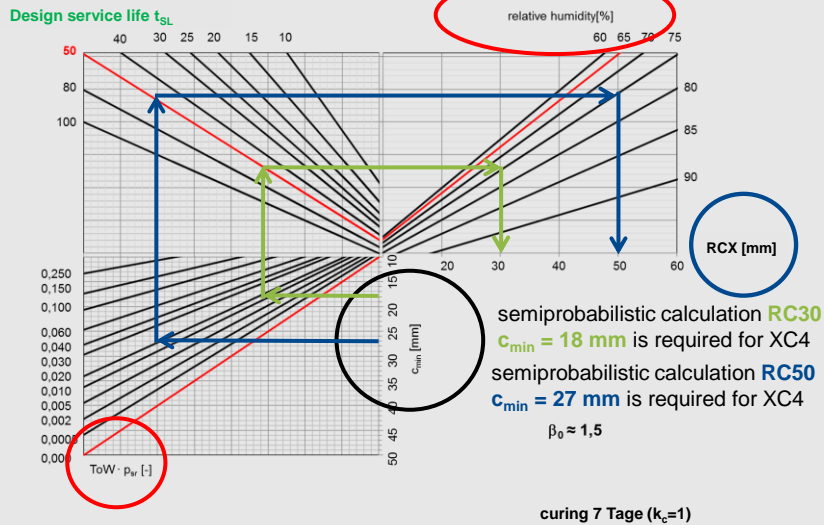 Design service life tSL
relative humidity[%]
40 30 25 20 15 10
60 65 70 75
50
80
100
80
85
90
RCX [mm]
20 30 40 50 60
10
20
25
30
35
40
45
50
cmin [mm]
0,250
0,150
0,100
0,060
0,040
0,030
0,020
0,010
0,005
0,002
0,0005
0,000
ToW · psr [-]
semiprobabilistic calculation RC30
cmin = 18 mm is required for XC4
semiprobabilistic calculation RC50
cmin = 27 mm is required for XC4
β0 ≈ 1,5
curing 7 Tage (kc=1)